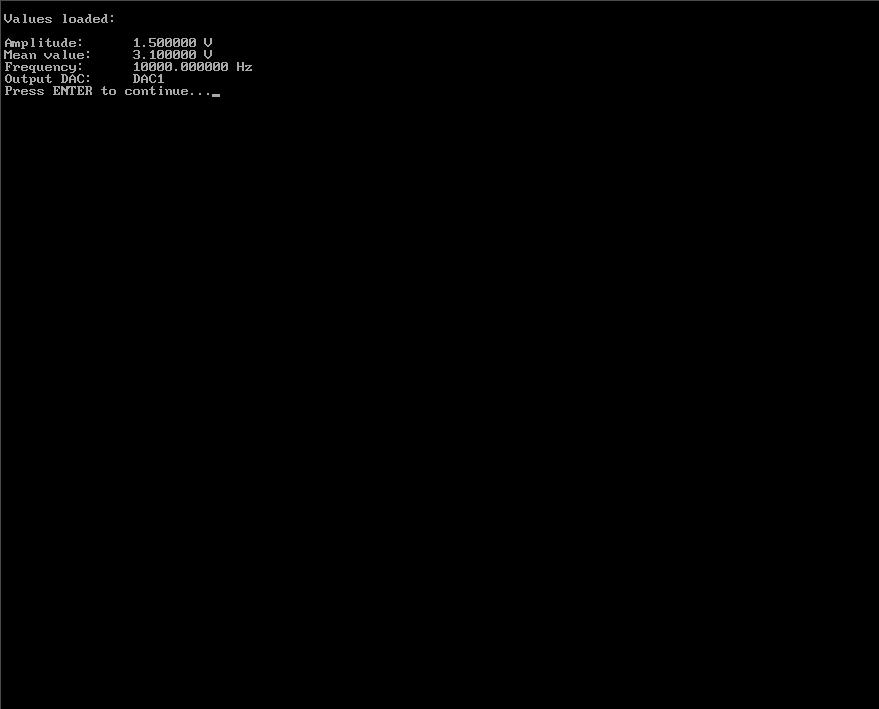 Values loaded:
Amplitude: 1.500000 V
Mean value: 3.100000 V
Frequency: 10000.000000 Hz
Output DAC: DAC1
Press ENTER to continue..._